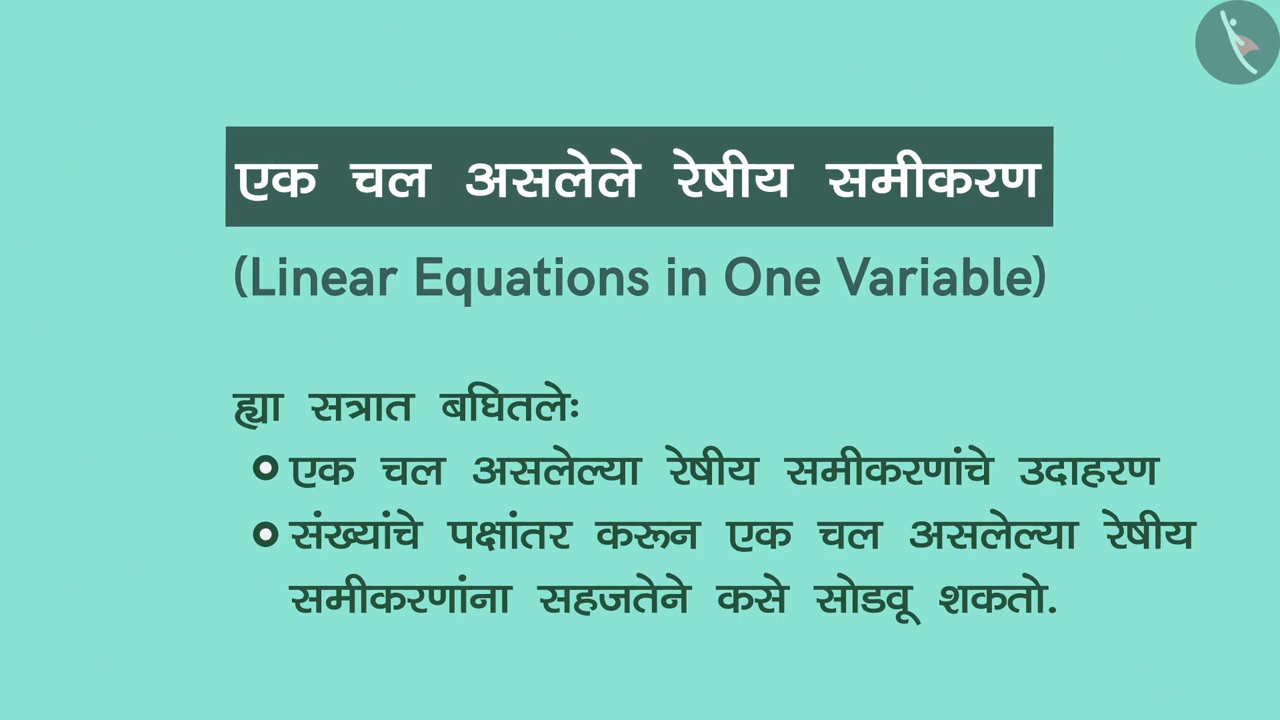 एक चल असलेले रेषीय समीकरण
(Linear Equations in One Variable)
ह्या सत्रात बघितलेः
एक चल असलेल्या रेषीय समीकरणांचे उदाहरण
संख्यांचे पक्षांतर करून एक चल असलेल्या रेषीय
समीकरणांना सहजतेने कसे सोडवू शकतो.